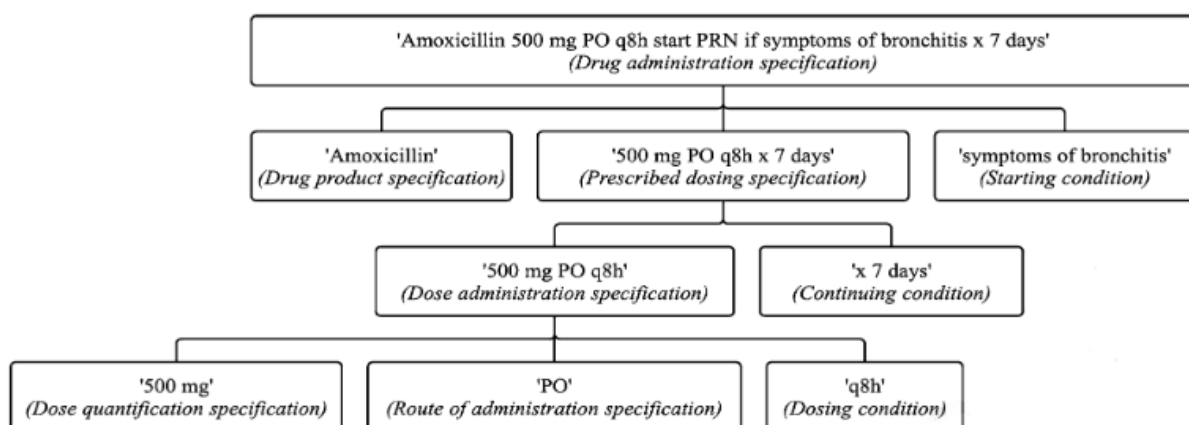 'Amoxicillin 500 mg PO q8h start PRN if symptoms of bronchitis x 7 days'
(Drug administration specification)
'Amoxicillin'
(Drug product specification)
'500 mg PO q8h x 7 days'
(Prescribed dosing specification)
'symptoms of bronchitis'
(Starting condition)
'500 mg PO q8h'
(Dose administration specification)
'x 7 days'
(Continuing condition)
'500 mg'
(Dose quantification specification)
'PO'
(Route of administration specification)
'q8h'
(Dosing condition)